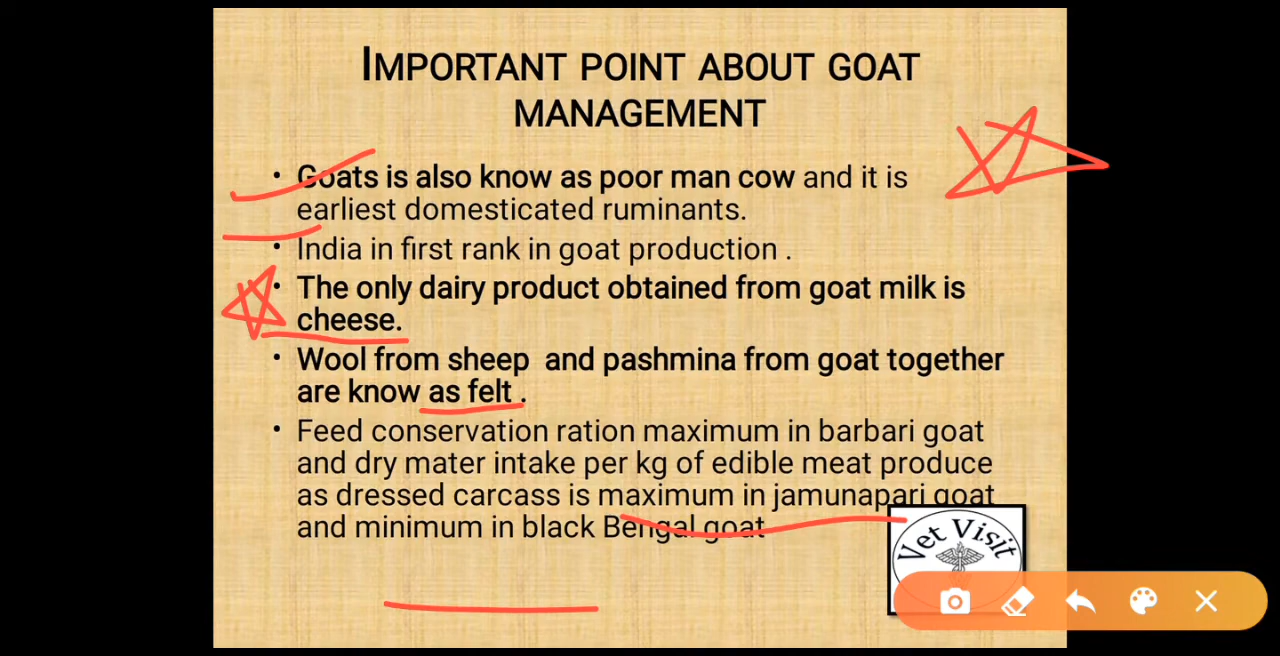 IMPORTANT POINT ABOUT GOAT
MANAGEMENT
• Goats is also know as poor man cow and it is
earliest domesticated ruminants.
• India in first rank in goat production .
• The only dairy product obtained from goat milk is
cheese.
• Wool from sheep and pashmina from goat together
are know as felt .
• Feed conservation ration maximum in barbari goat
and dry mater intake per kg of edible meat produce
as dressed carcass is maximum in jamunapari goat
and minimum in black Bengal goat
Vet Visit